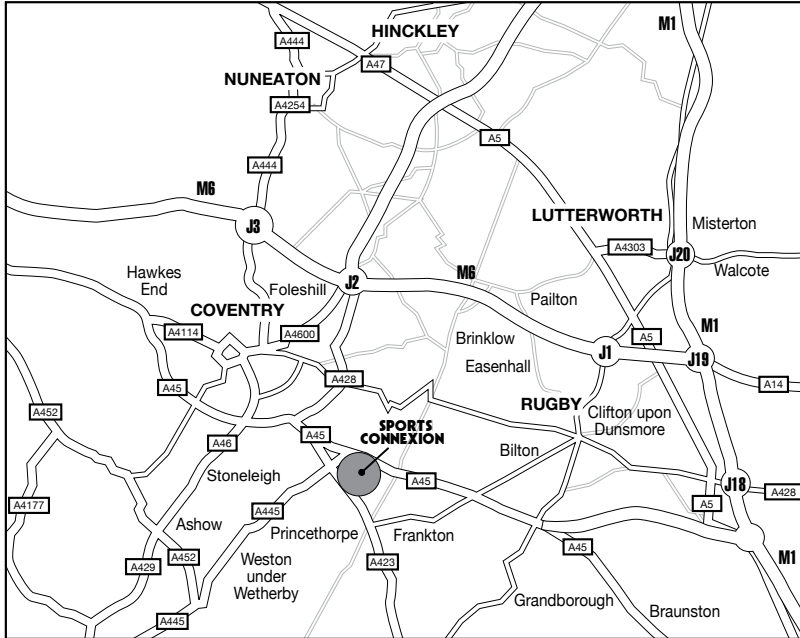 HINCKLEY
M1
A444
A47
NUNEATON
A4254
A5
A444
M6
LUTTERWORTH
Misterton
J3
A4303
J20
Walcote
Hawkes
End
Foleshill
J2
M6
Pailton
COVENTRY
A4114
A4600
Brinklow
A5
M1
J1
J19
Easenhall
A428
A14
A45
RUGBY
A452
Clifton upon
Dunsmore
SPORTS
CONNEXION
A46
A45
Bilton
Stoneleigh
A45
J18
A428
A4177
A445
A5
Ashow
Princethorpe
Frankton
A452
Weston
under
Wetherby
A429
A423
A45
M1
Grandborough
Braunston
A445